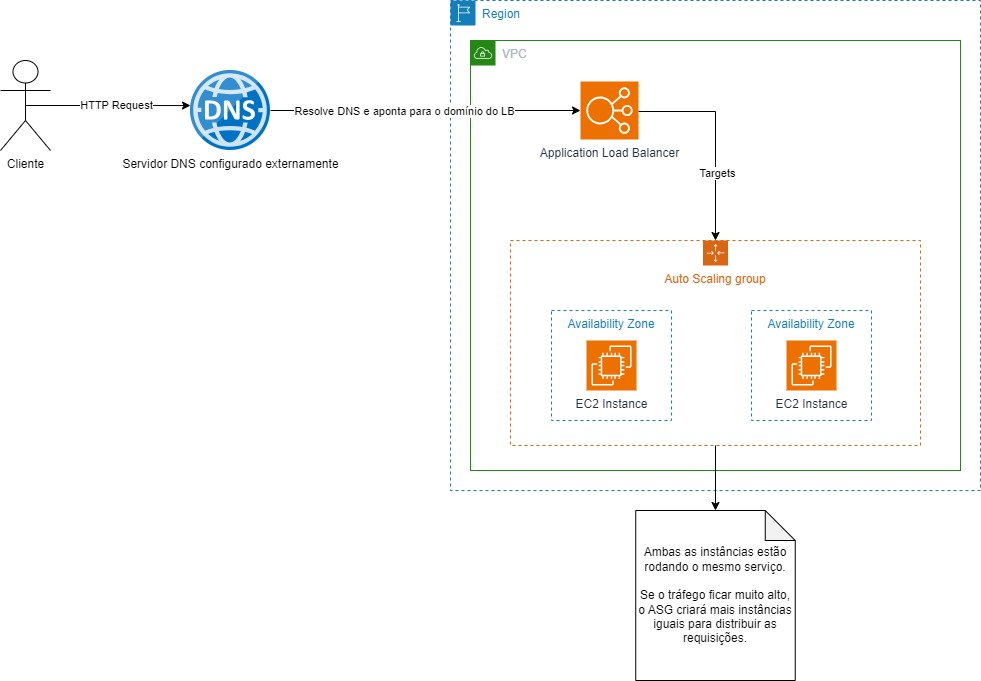 Region
VPC
HTTP Request
DNS
Resolve DNS e aponta para o domínio do LB
Cliente
Servidor DNS configurado externamente
Application Load Balancer
Targets
Auto Scaling group
Availability Zone
Availability Zone
EC2 Instance
EC2 Instance
Ambas as instâncias estão
rodando o mesmo serviço.
Se o tráfego ficar muito alto,
o ASG criará mais instâncias
iguais para distribuir as
requisições.